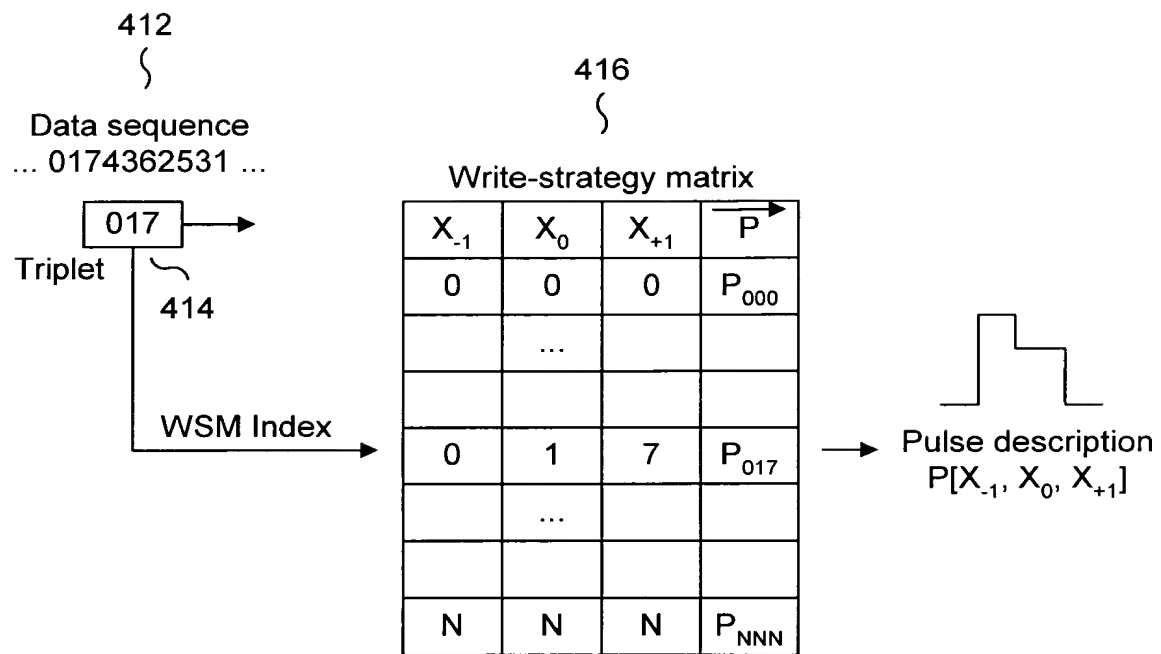 412
Data sequence
... 0174362531 ...
017
Triplet
414
416
Write-strategy matrix
X₋₁ X₀ X₊₁ P⃗
0 0 0 P₀₀₀
...
WSM Index
0 1 7 P₀₁₇
...
N N N P_NNN
Pulse description
P[X₋₁, X₀, X₊₁]